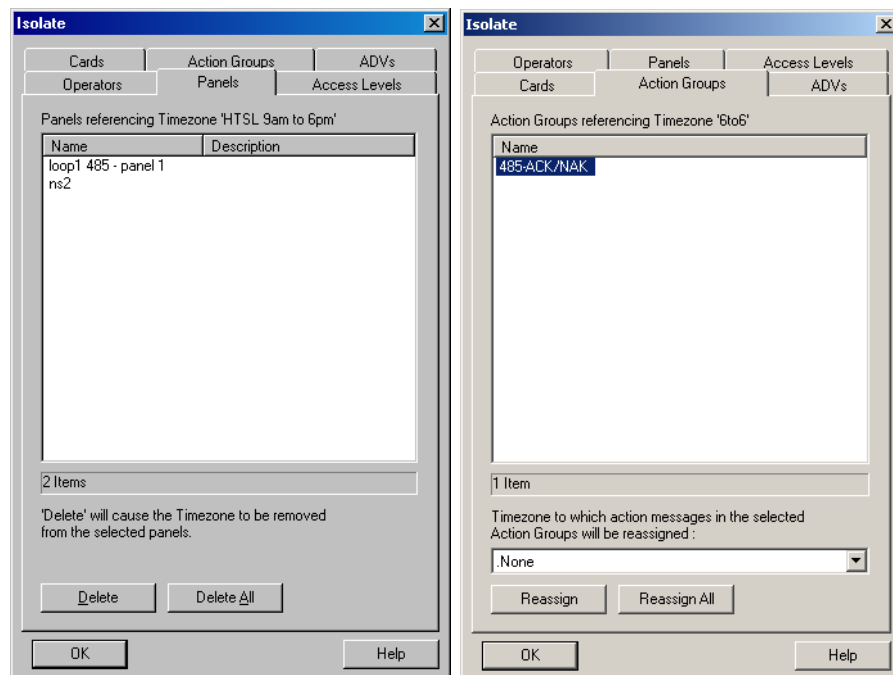 Isolate
Cards Action Groups ADVs
Operators Panels Access Levels
Panels referencing Timezone 'HTSL 9am to 6pm'
Name Description
loop1 485 - panel 1
ns2
2 Items
'Delete' will cause the Timezone to be removed
from the selected panels.
Delete Delete All
OK Help
Isolate
Operators Panels Access Levels
Cards Action Groups ADVs
Action Groups referencing Timezone '6to6'
Name
485-ACK/NAK
1 Item
Timezone to which action messages in the selected
Action Groups will be reassigned :
.None
Reassign Reassign All
OK Help